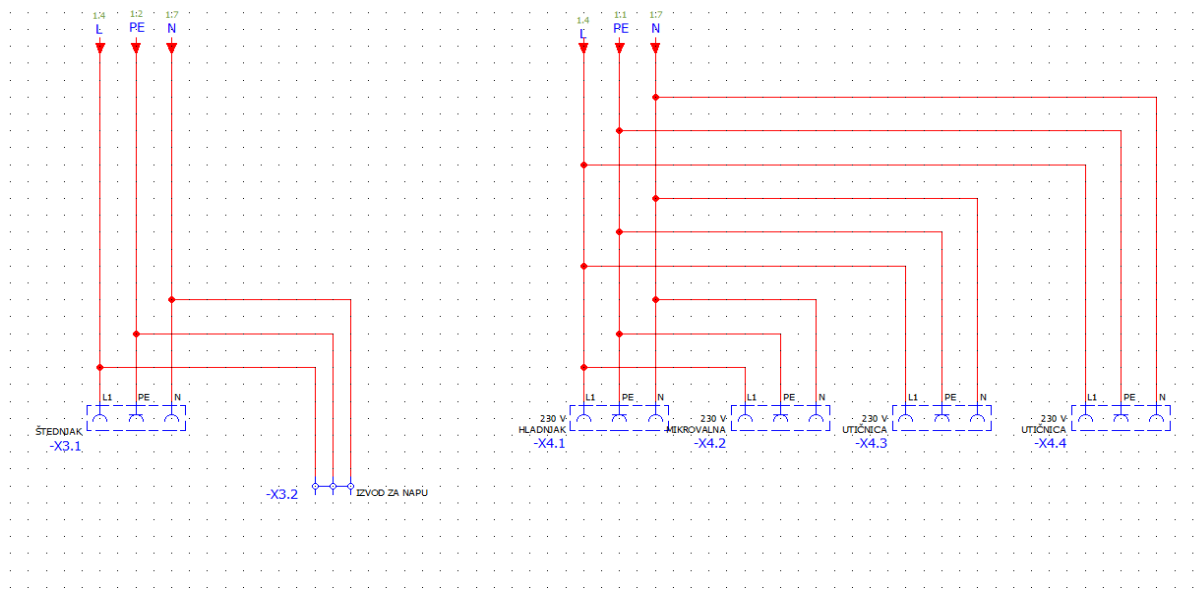 1:4 1:2 1:7
L PE N
1:4 1:1 1:7
L PE N
L1 PE N
ŠTEDNJAK
-X3.1
-X3.2 IZVOD ZA NAPU
L1 PE N
230 V
HLADNJAK
-X4.1
L1 PE N
230 V
MIKROVALNA
-X4.2
L1 PE N
230 V
UTIČNICA
-X4.3
L1 PE N
230 V
UTIČNICA
-X4.4